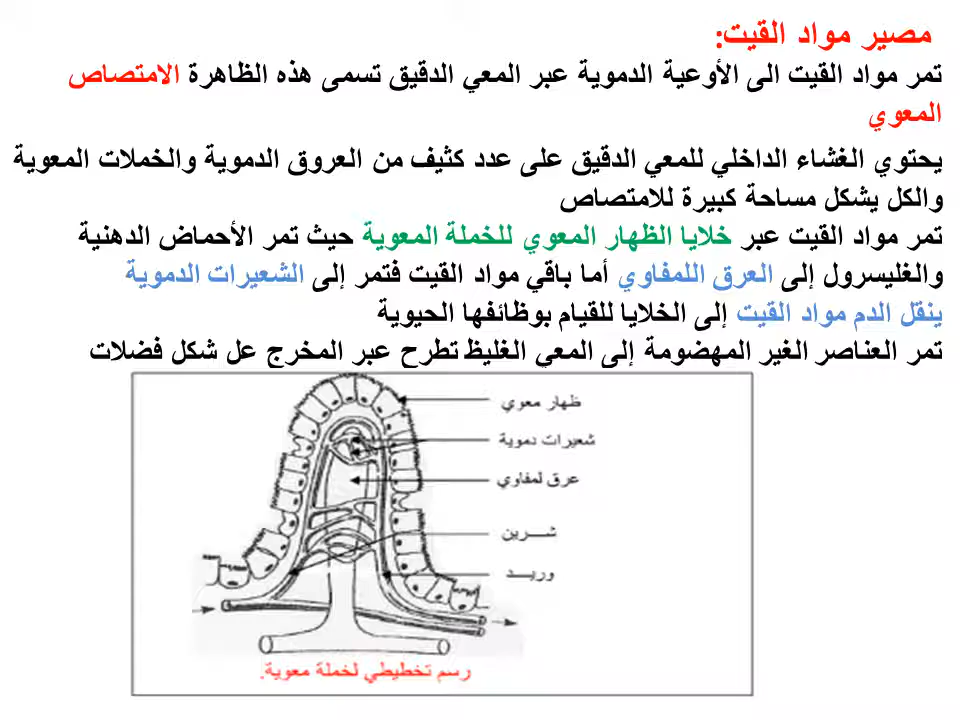 مصير مواد القيت:
تمر مواد القيت الى الأوعية الدموية عبر المعي الدقيق تسمى هذه الظاهرة الامتصاص
المعوي
يحتوي الغشاء الداخلي للمعي الدقيق على عدد كثيف من العروق الدموية والخملات المعوية
والكل يشكل مساحة كبيرة للامتصاص
تمر مواد القيت عبر خلايا الظهار المعوي للخملة المعوية حيث تمر الأحماض الدهنية
والغليسرول إلى العرق اللمفاوي أما باقي مواد القيت فتمر إلى الشعيرات الدموية
ينقل الدم مواد القيت إلى الخلايا للقيام بوظائفها الحيوية
تمر العناصر الغير المهضومة إلى المعي الغليظ تطرح عبر المخرج عل شكل فضلات
ظهار معوي
شعيرات دموية
عرق لمفاوي
شـــرين
وريـــد
رسم تخطيطي لخملة معوية.